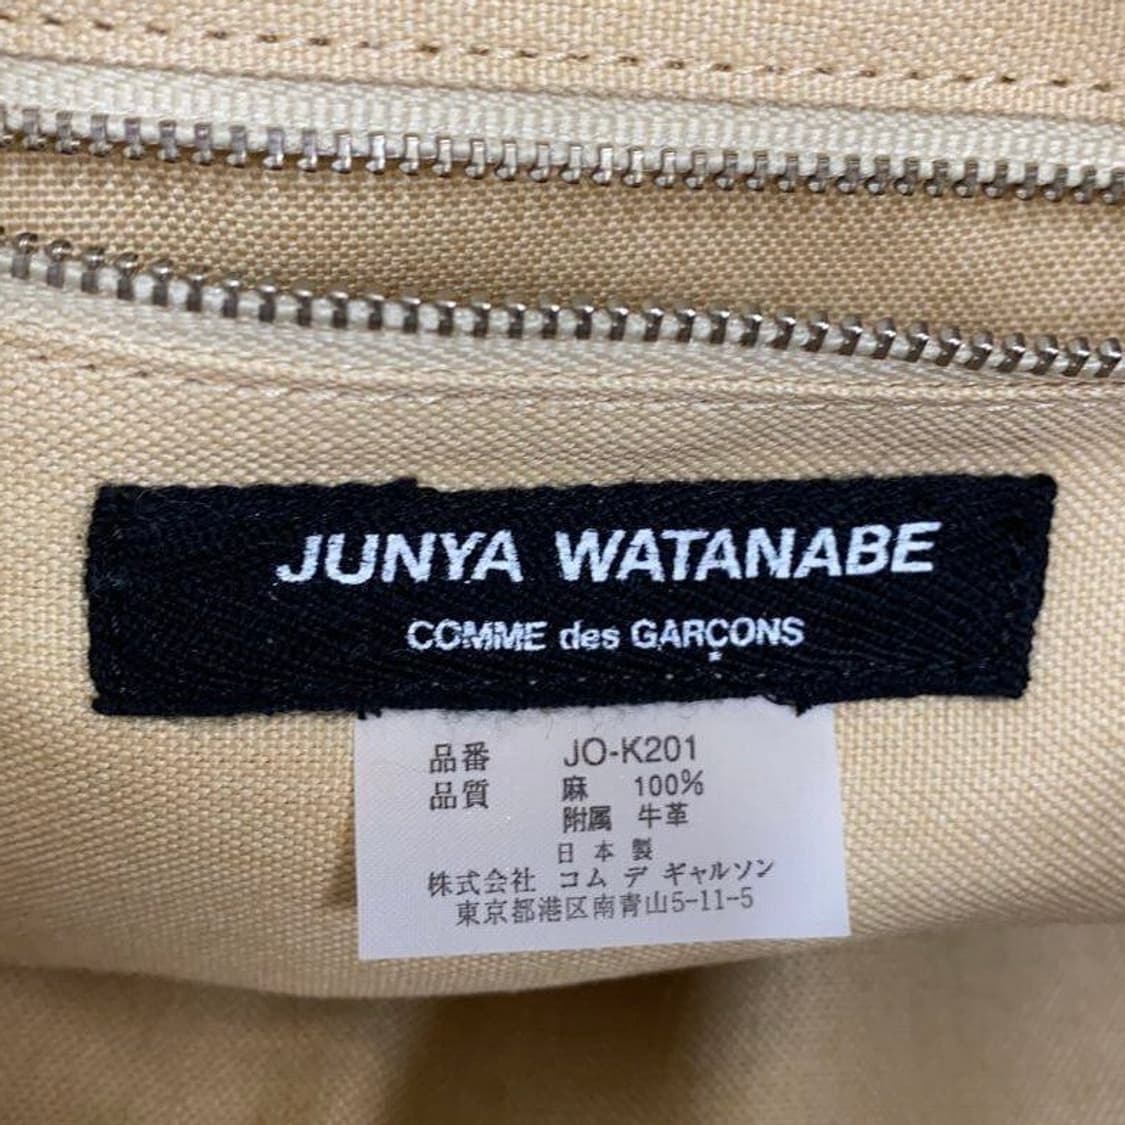 JUNYA WATANABE
COMME des GARÇONS
品番 JO-K201
品質 麻 100%
附属 牛革
日本製
株式会社 コム デ ギャルソン
東京都港区南青山5-11-5